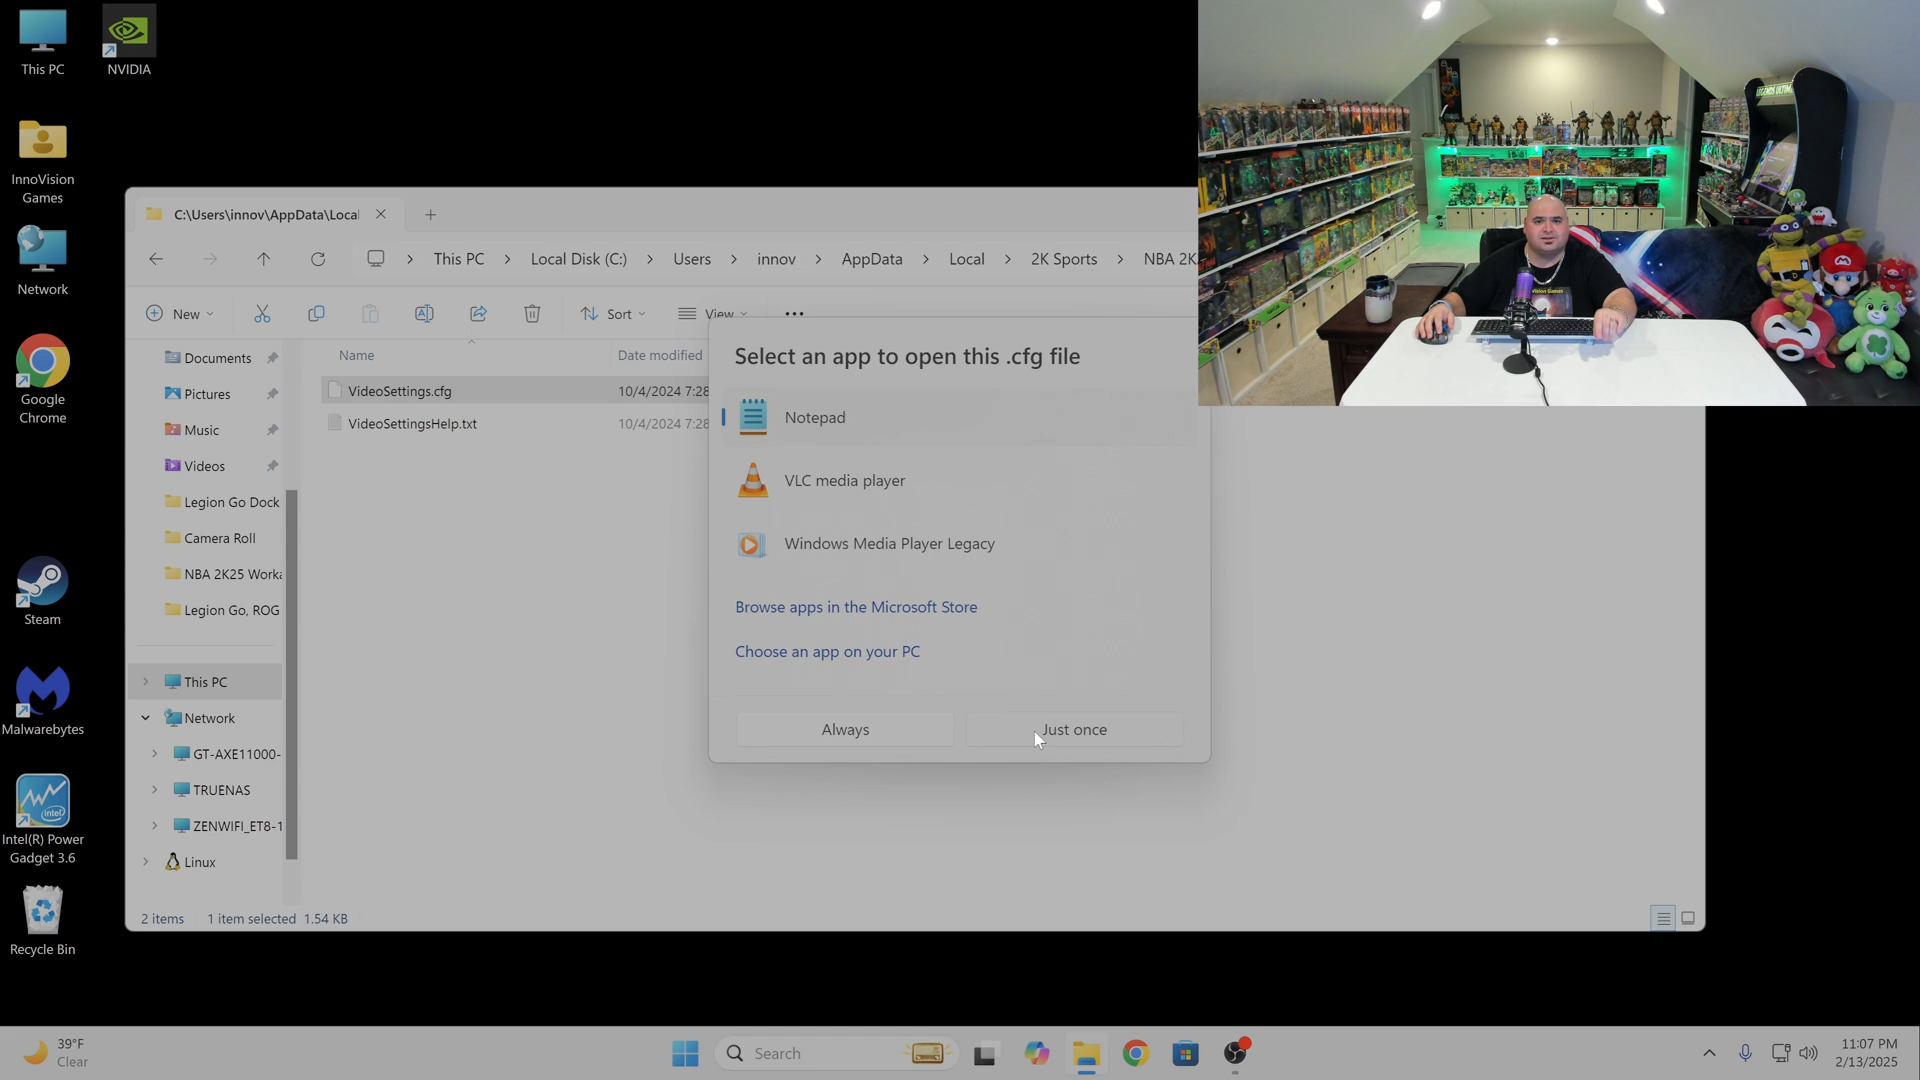 This PC
NVIDIA
InnoVision
Games
Network
Google
Chrome
Steam
Malwarebytes
Intel(R) Power
Gadget 3.6
Recycle Bin
C:\Users\innov\AppData\Local
This PC > Local Disk (C:) > Users > innov > AppData > Local > 2K Sports > NBA 2K
New
Sort
View
Documents
Pictures
Music
Videos
Legion Go Dock
Camera Roll
NBA 2K25 Worka
Legion Go, ROG
This PC
Network
GT-AXE11000-
TRUENAS
ZENWIFI_ET8-1
Linux
Name
Date modified
VideoSettings.cfg
10/4/2024 7:28
VideoSettingsHelp.txt
10/4/2024 7:28
Select an app to open this .cfg file
Notepad
VLC media player
Windows Media Player Legacy
Browse apps in the Microsoft Store
Choose an app on your PC
Always
Just once
2 items
1 item selected 1.54 KB
LEGENDS ULTIMATE
39°F
Clear
intel
Search
11:07 PM
2/13/2025